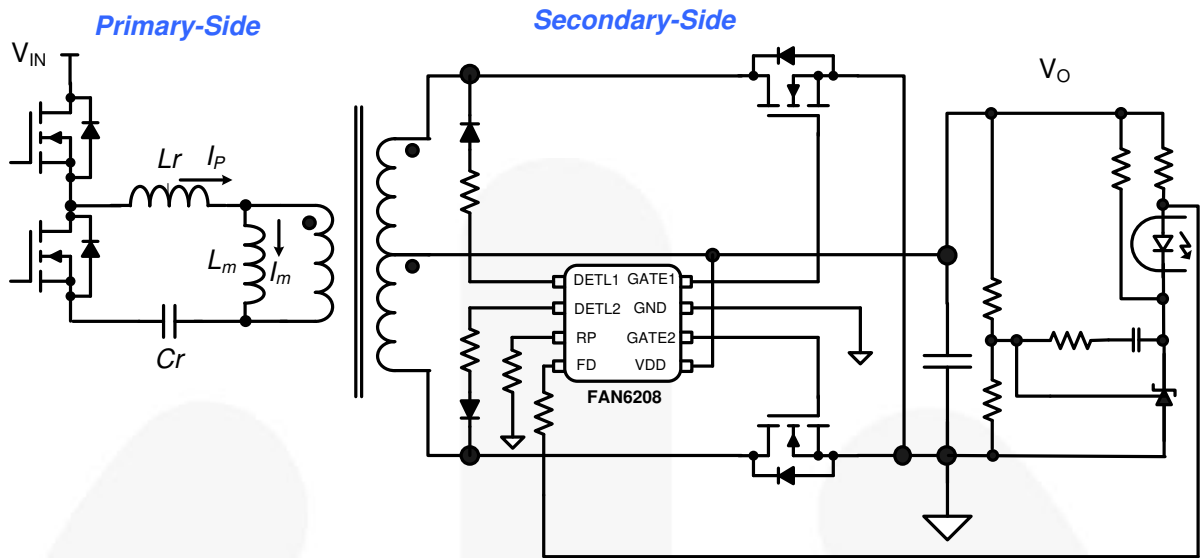 Primary-Side
Secondary-Side
VIN
VO
Lr
IP
Lm
Im
Cr
DETL1 GATE1
DETL2 GND
RP GATE2
FD VDD
FAN6208